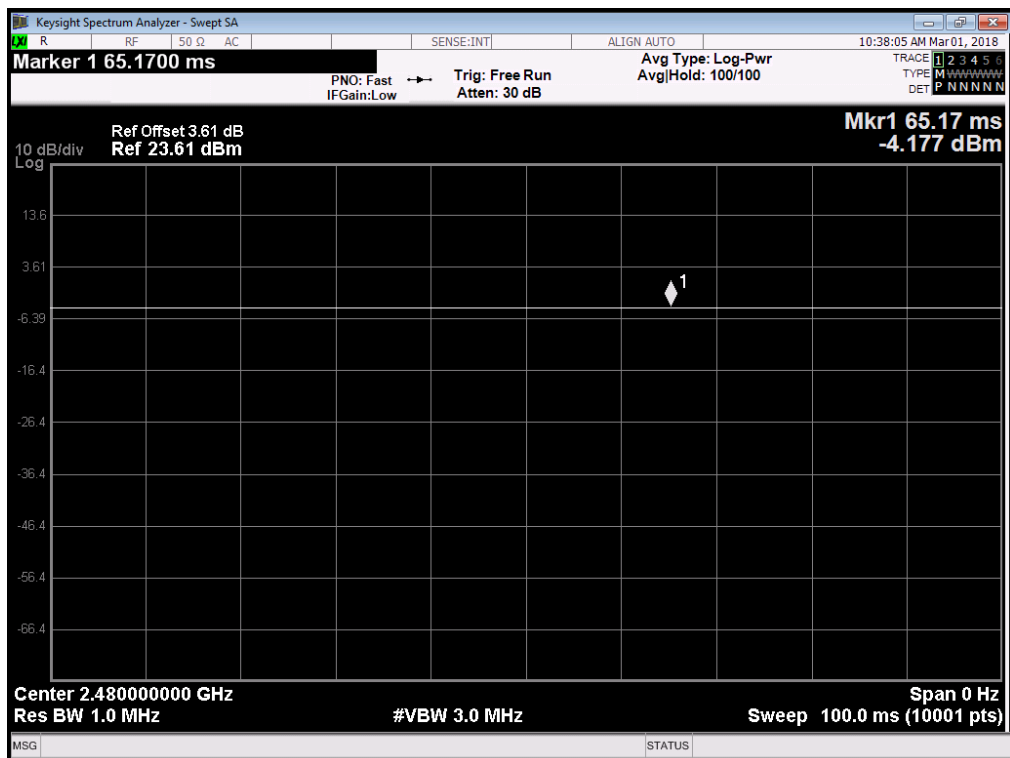 Keysight Spectrum Analyzer - Swept SA
LXI R RF 50 Ω AC SENSE:INT ALIGN AUTO 10:38:05 AM Mar 01, 2018
Marker 1 65.1700 ms
PNO: Fast
IFGain:Low
Trig: Free Run
Atten: 30 dB
Avg Type: Log-Pwr
Avg|Hold: 100/100
TRACE 1 2 3 4 5 6
TYPE M WWWWW
DET P N N N N N
Mkr1 65.17 ms
-4.177 dBm
Ref Offset 3.61 dB
10 dB/div Ref 23.61 dBm
Log
13.6
3.61
1
-6.39
-16.4
-26.4
-36.4
-46.4
-56.4
-66.4
Center 2.480000000 GHz Span 0 Hz
Res BW 1.0 MHz #VBW 3.0 MHz Sweep 100.0 ms (10001 pts)
MSG STATUS